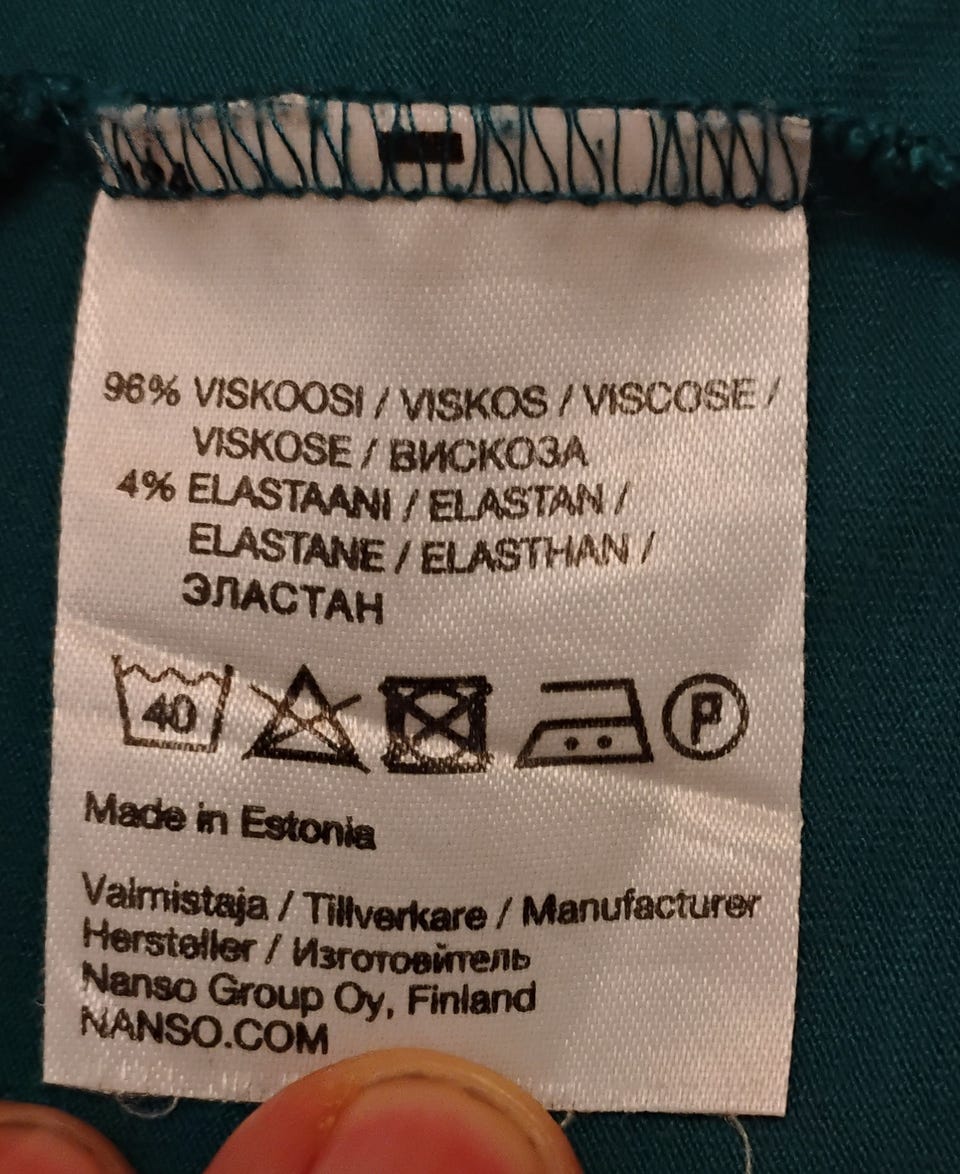 96% VISKOOSI / VISKOS / VISCOSE /
VISKOSE / ВИСКОЗА
4% ELASTAANI / ELASTAN /
ELASTANE / ELASTHAN /
ЭЛАСТАН
40 P
Made in Estonia
Valmistaja / Tillverkare / Manufacturer
Hersteller / Изготовйтель
Nanso Group Oy, Finland
NANSO.COM